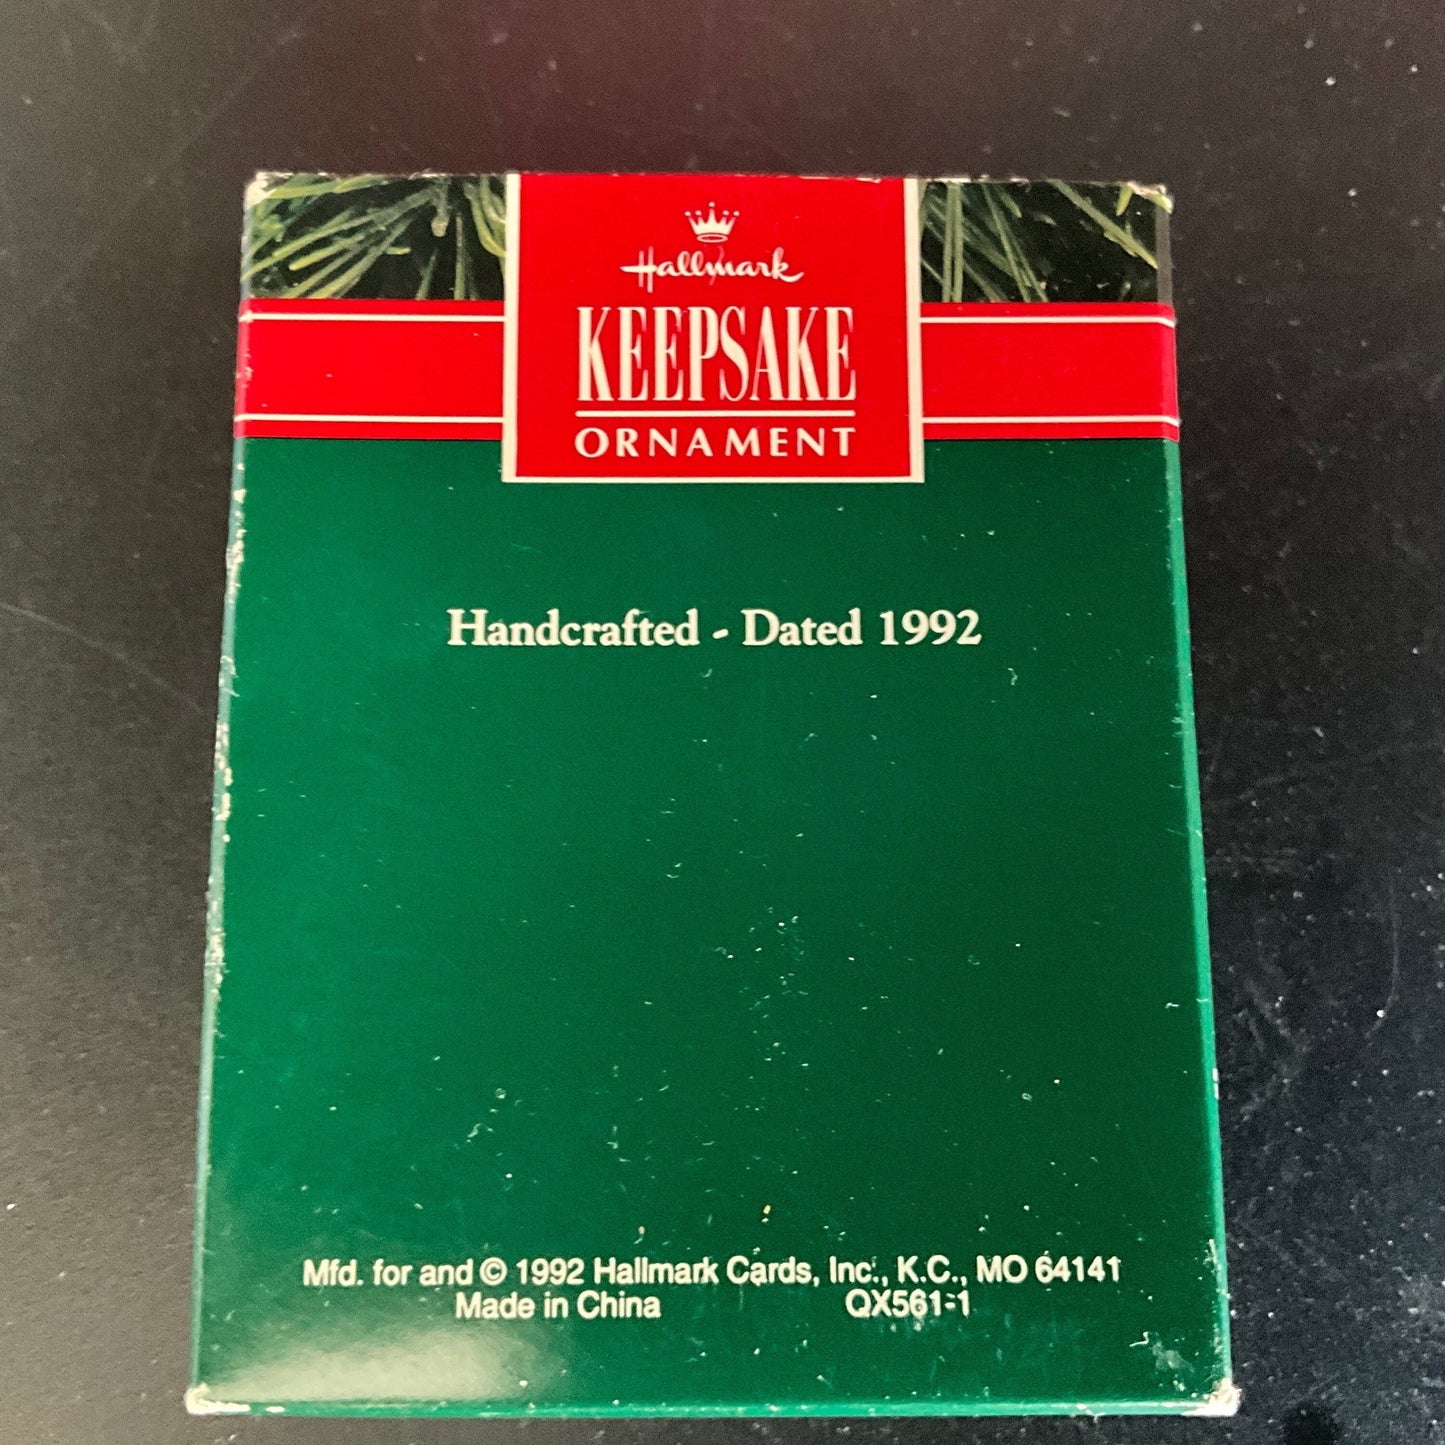 Hallmark
KEEPSAKE
ORNAMENT
Handcrafted - Dated 1992
Mfd. for and © 1992 Hallmark Cards, Inc., K.C., MO 64141
Made in China QX561-1